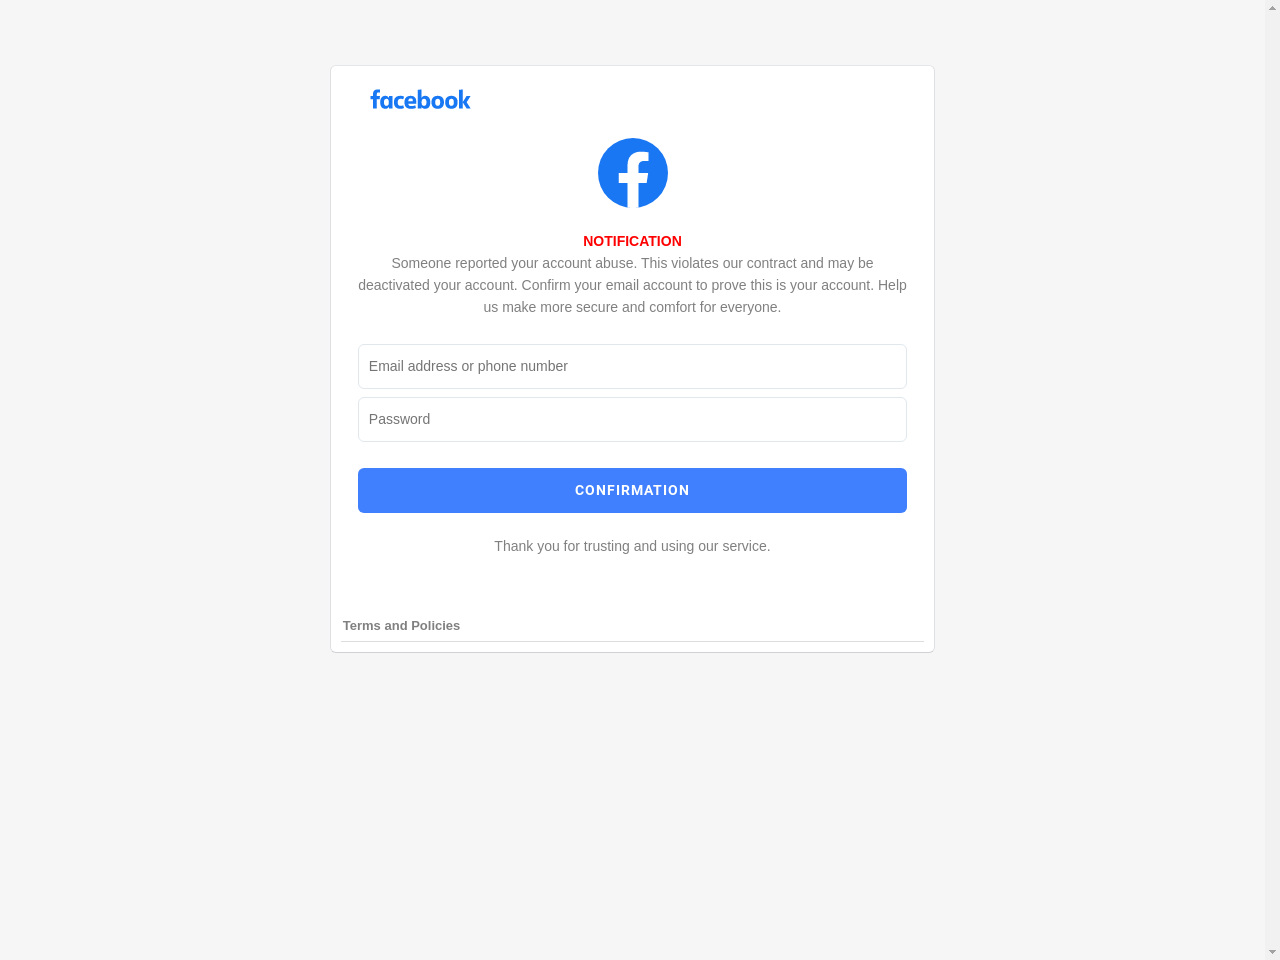 facebook
NOTIFICATION
Someone reported your account abuse. This violates our contract and may be
deactivated your account. Confirm your email account to prove this is your account. Help
us make more secure and comfort for everyone.
Email address or phone number
Password
CONFIRMATION
Thank you for trusting and using our service.
Terms and Policies